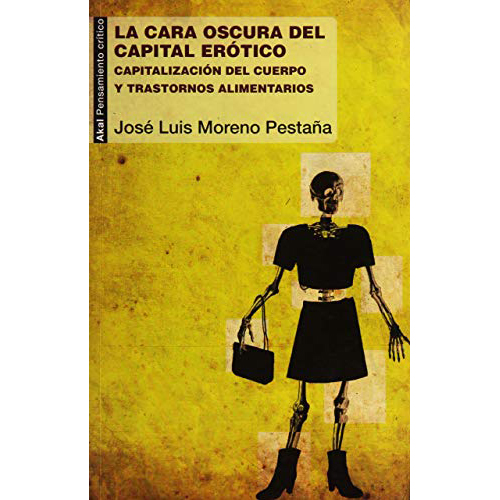 LA CARA OSCURA DEL
CAPITAL ERÓTICO
CAPITALIZACIÓN DEL CUERPO
Y TRASTORNOS ALIMENTARIOS
José Luis Moreno Pestaña
Akal Pensamiento crítico